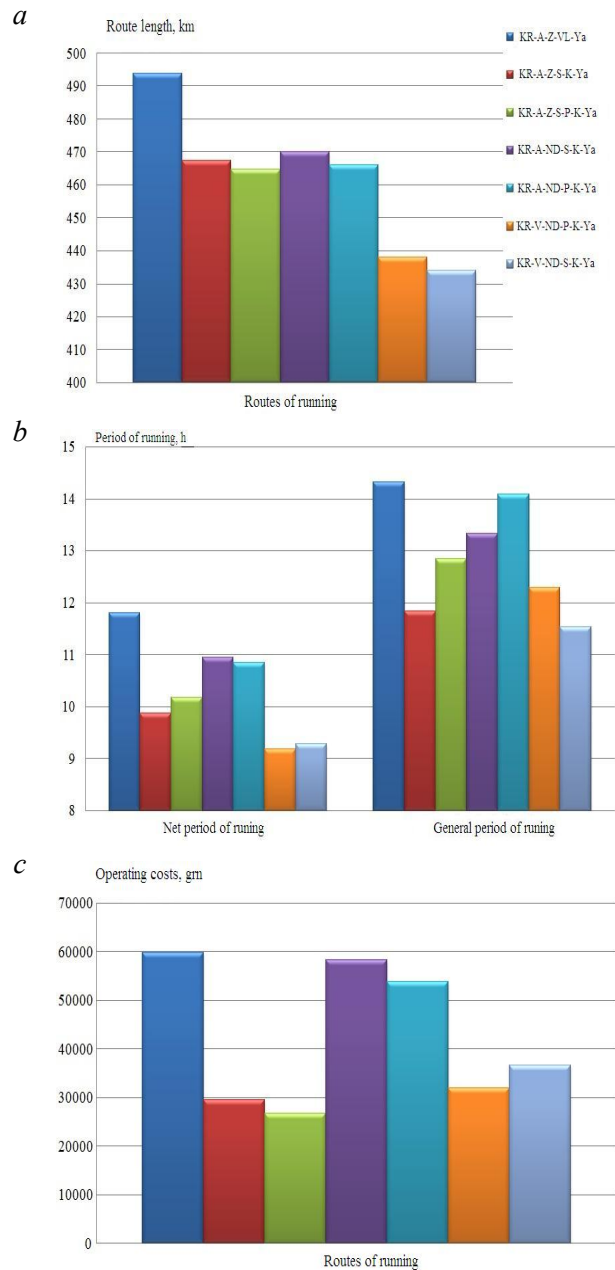 a
Route length, km
500
490
480
470
460
450
440
430
420
410
400
Routes of running
KR-A-Z-VL-Ya
KR-A-Z-S-K-Ya
KR-A-Z-S-P-K-Ya
KR-A-ND-S-K-Ya
KR-A-ND-P-K-Ya
KR-V-ND-P-K-Ya
KR-V-ND-S-K-Ya
b
Period of running, h
15
14
13
12
11
10
9
8
Net period of runing
General period of runing
c
Operating costs, grn
70000
60000
50000
40000
30000
20000
10000
0
Routes of running